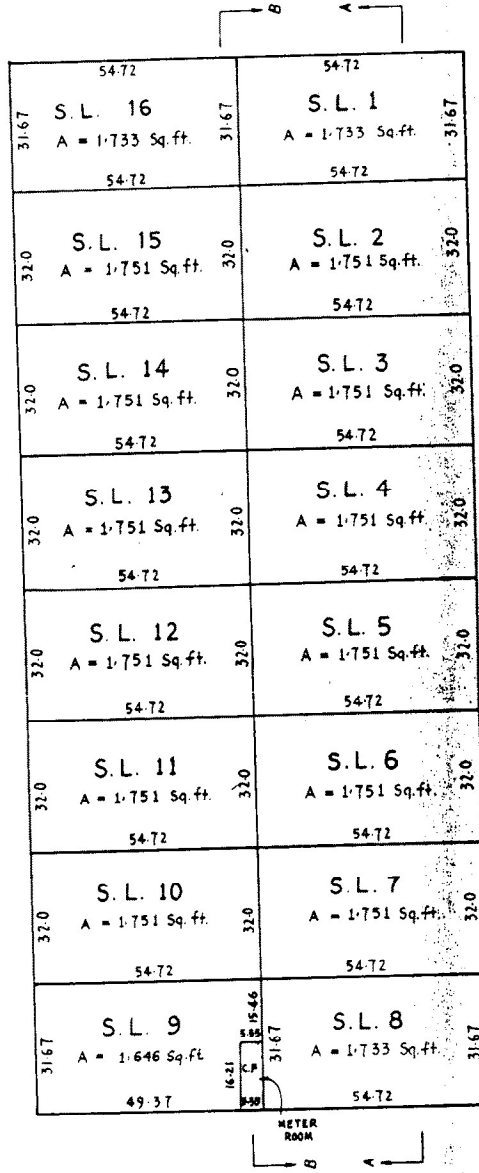 B A
54.72 54.72
31.67 S.L. 16 31.67 S.L. 1 31.67
A = 1,733 Sq.ft. A = 1,733 Sq.ft.
54.72 54.72
32.0 S.L. 15 32.0 S.L. 2 32.0
A = 1,751 Sq.ft. A = 1,751 Sq.ft.
54.72 54.72
32.0 S.L. 14 32.0 S.L. 3 32.0
A = 1,751 Sq.ft. A = 1,751 Sq.ft.
54.72 54.72
32.0 S.L. 13 32.0 S.L. 4 32.0
A = 1,751 Sq.ft. A = 1,751 Sq.ft.
54.72 54.72
32.0 S.L. 12 32.0 S.L. 5 32.0
A = 1,751 Sq.ft. A = 1,751 Sq.ft.
54.72 54.72
32.0 S.L. 11 32.0 S.L. 6 32.0
A = 1,751 Sq.ft. A = 1,751 Sq.ft.
54.72 54.72
32.0 S.L. 10 32.0 S.L. 7 32.0
A = 1,751 Sq.ft. A = 1,751 Sq.ft.
54.72 54.72
31.67 S.L. 9 15.46 31.67 S.L. 8 31.67
A = 1,646 Sq.ft. 16.21 C.P. A = 1,733 Sq.ft.
49.37 54.72
METER
ROOM
B A